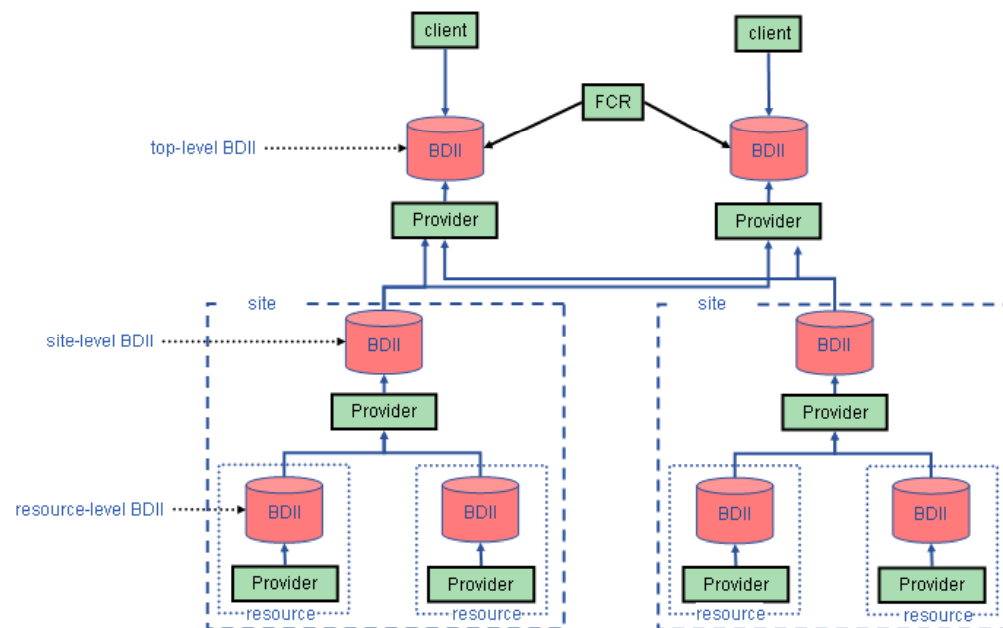 client
client
FCR
top-level BDII
BDII
BDII
Provider
Provider
site
site
site-level BDII
BDII
BDII
Provider
Provider
resource-level BDII
BDII
BDII
BDII
BDII
Provider
Provider
Provider
Provider
resource
resource
resource
resource